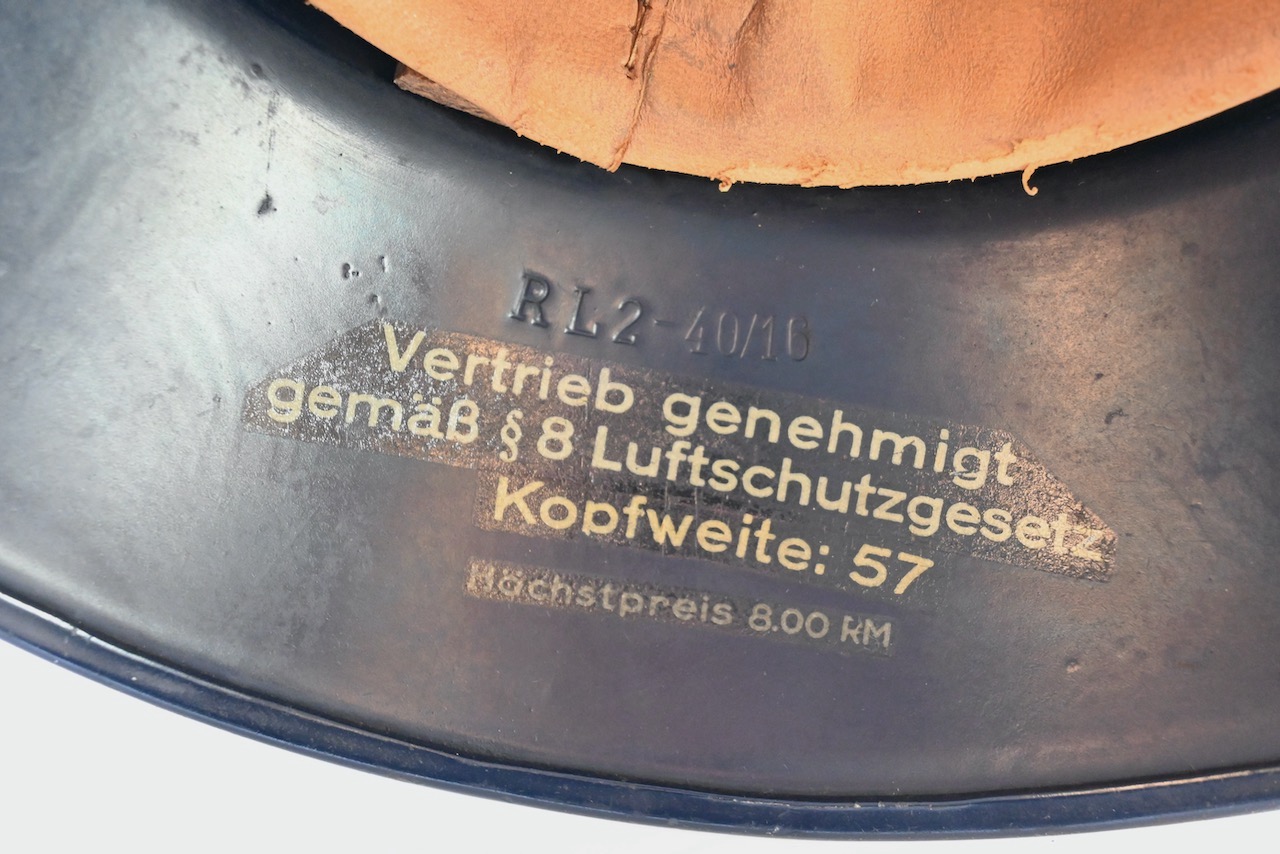 RL2-40/16
Vertrieb genehmigt
gemäß § 8 Luftschutzgesetz
Kopfweite: 57
Höchstpreis 8.00 RM